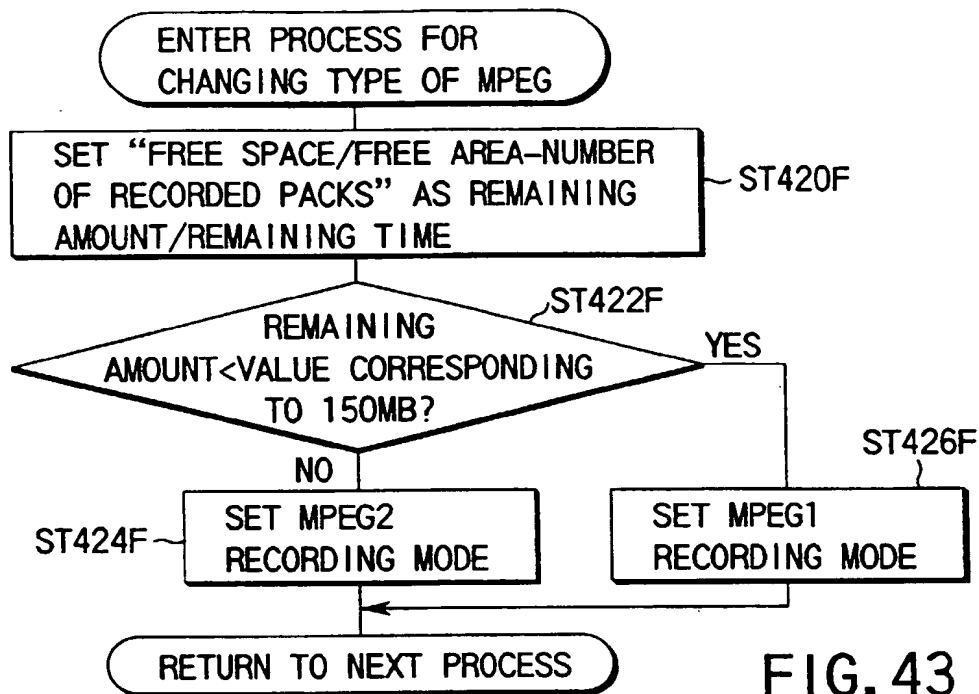 ENTER PROCESS FOR
CHANGING TYPE OF MPEG
SET “FREE SPACE/FREE AREA-NUMBER
OF RECORDED PACKS” AS REMAINING
AMOUNT/REMAINING TIME
ST420F
ST422F
REMAINING
AMOUNT<VALUE CORRESPONDING
TO 150MB?
YES
NO
ST426F
ST424F
SET MPEG2
RECORDING MODE
SET MPEG1
RECORDING MODE
RETURN TO NEXT PROCESS
FIG. 43